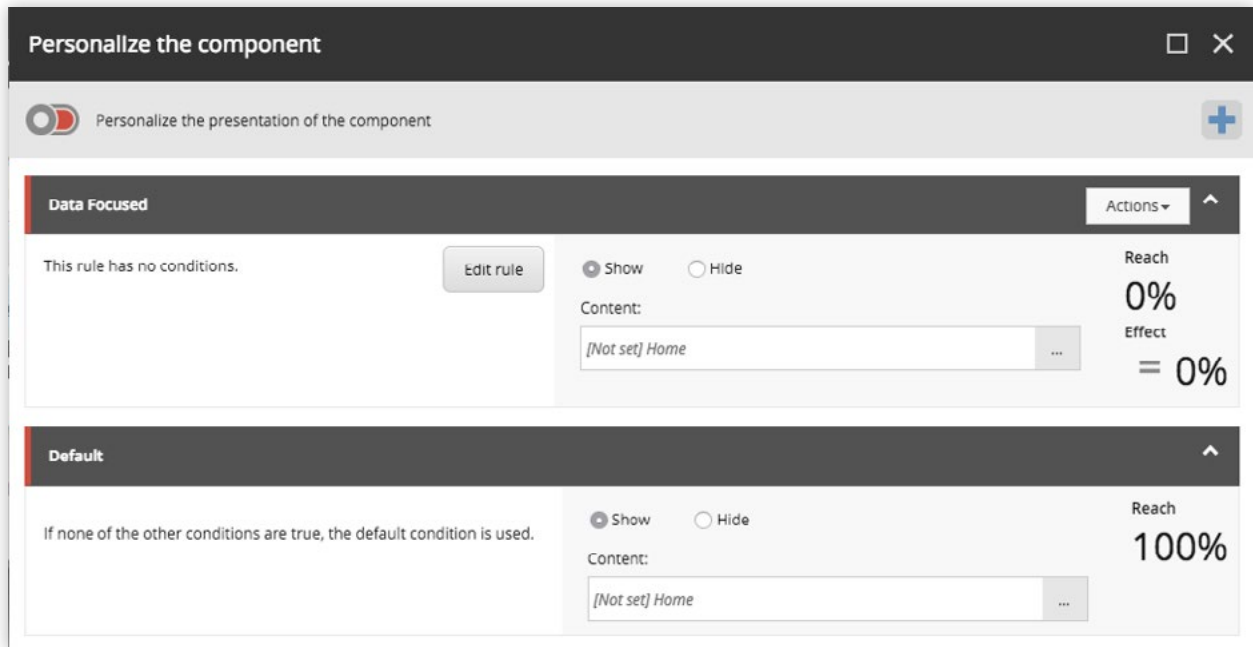 Personalize the component
Personalize the presentation of the component
Data Focused
Actions
This rule has no conditions.
Edit rule
Show
Hide
Content:
[Not set] Home
...
Reach
0%
Effect
= 0%
Default
If none of the other conditions are true, the default condition is used.
Show
Hide
Content:
[Not set] Home
...
Reach
100%